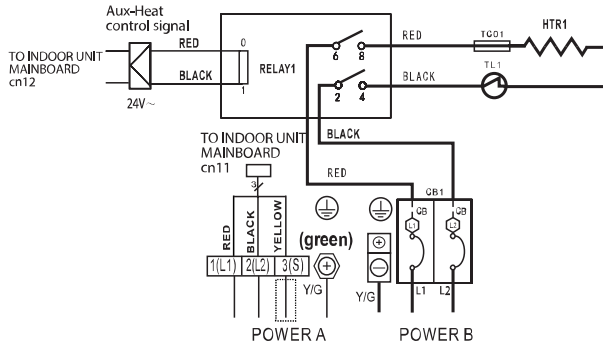 Aux-Heat
control signal
TO INDOOR UNIT
MAINBOARD
cn12
RED
BLACK
24V~
0
1
RELAY1
6 8
2 4
RED
TCO1
HTR1
BLACK
TL1
BLACK
RED
TO INDOOR UNIT
MAINBOARD
cn11
3
RED
BLACK
YELLOW
(green)
1(L1) 2(L2) 3(S)
Y/G
Y/G
CB1
CB CB
L1 L2
L1 L2
POWER A
POWER B